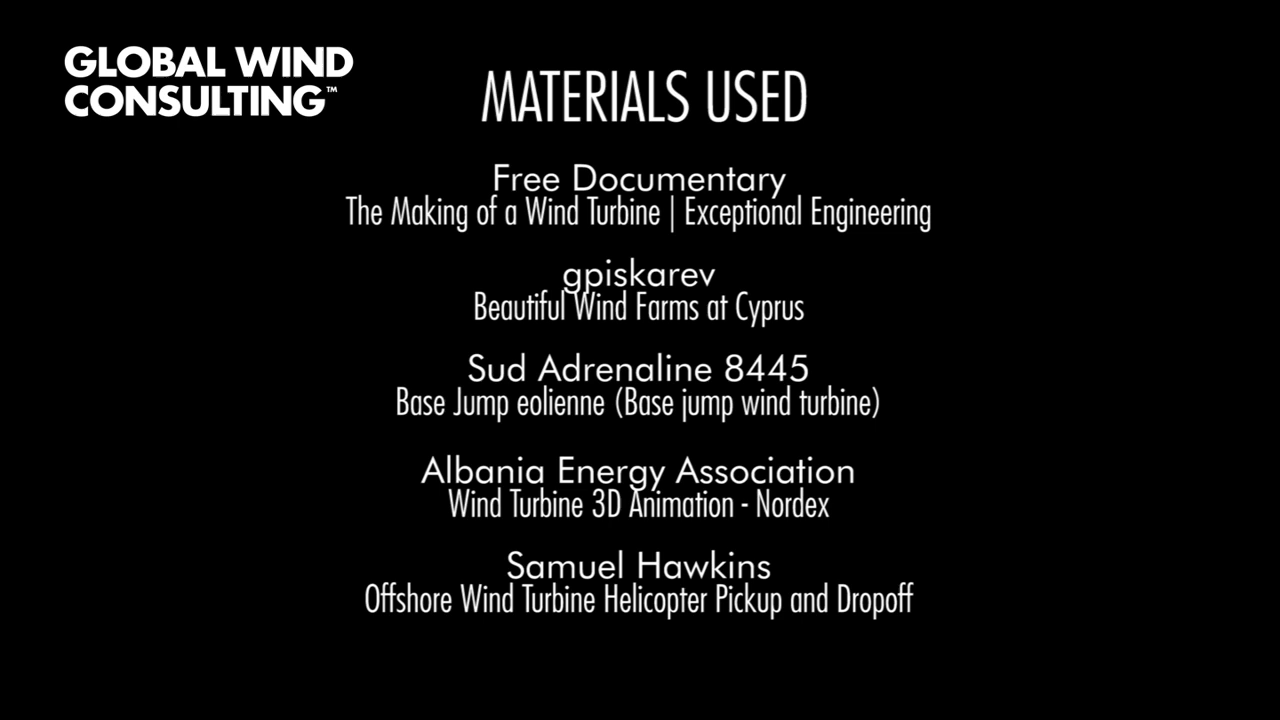 GLOBAL WIND
CONSULTING™
MATERIALS USED
Free Documentary
The Making of a Wind Turbine | Exceptional Engineering
gpiskarev
Beautiful Wind Farms at Cyprus
Sud Adrenaline 8445
Base Jump eolienne (Base jump wind turbine)
Albania Energy Association
Wind Turbine 3D Animation - Nordex
Samuel Hawkins
Offshore Wind Turbine Helicopter Pickup and Dropoff